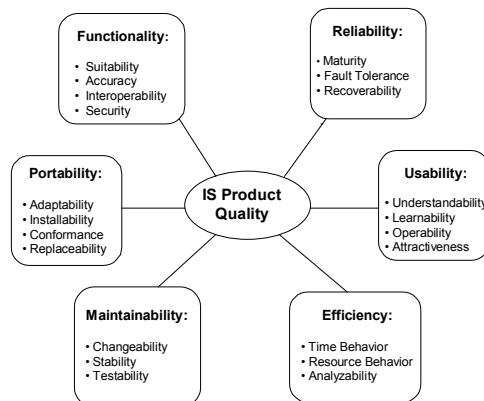 Functionality:
• Suitability
• Accuracy
• Interoperability
• Security
Reliability:
• Maturity
• Fault Tolerance
• Recoverability
Portability:
• Adaptability
• Installability
• Conformance
• Replaceability
IS Product
Quality
Usability:
• Understandability
• Learnability
• Operability
• Attractiveness
Maintainability:
• Changeability
• Stability
• Testability
Efficiency:
• Time Behavior
• Resource Behavior
• Analyzability